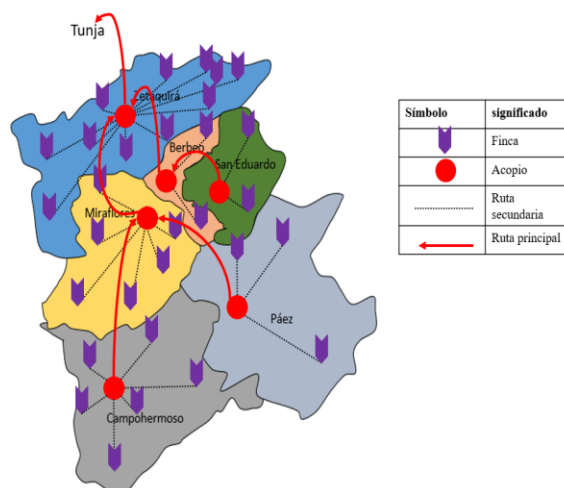 Tunja
Zetaquirá
Berbeo
San Eduardo
Miraflores
Páez
Campohermoso
Símbolo significado
Finca
Acopio
Ruta
secundaria
Ruta principal